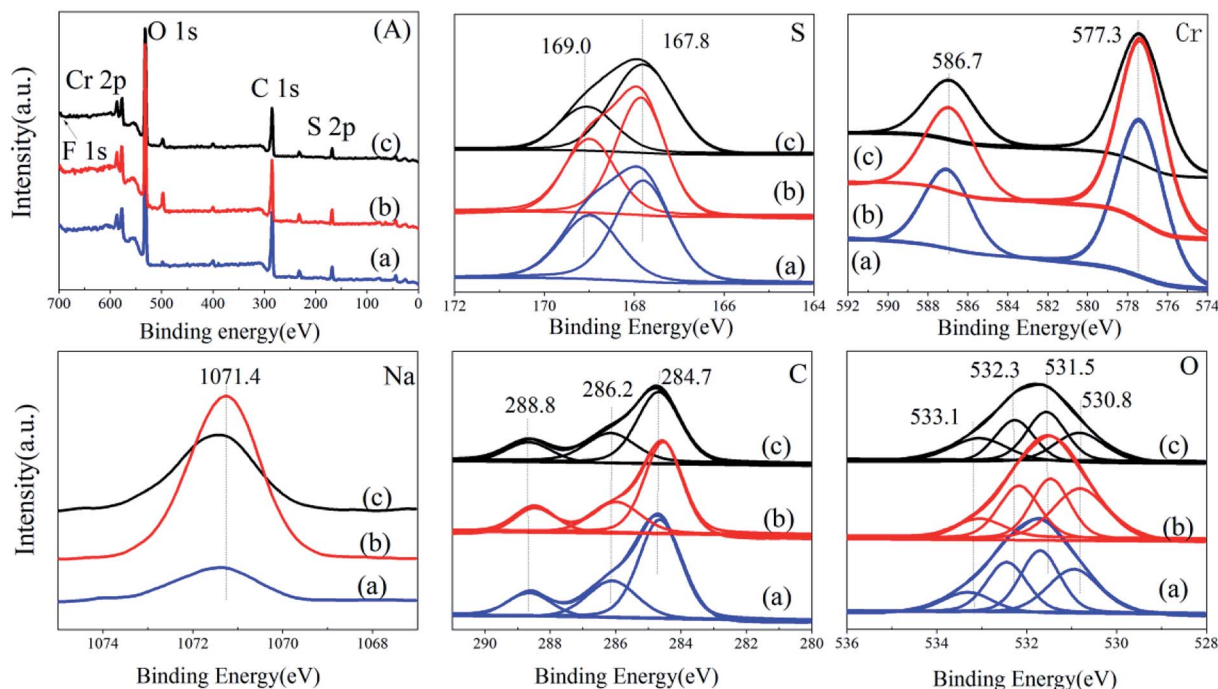 Intensity(a.u.)
(A)
O 1s
Cr 2p
C 1s
S 2p
F 1s
(c)
(b)
(a)
700 600 500 400 300 200 100 0
Binding energy(eV)
S
169.0
167.8
(c)
(b)
(a)
172 170 168 166 164
Binding Energy(eV)
Cr
577.3
586.7
(c)
(b)
(a)
592 590 588 586 584 582 580 578 576 574
Binding Energy(eV)
Intensity(a.u.)
Na
1071.4
(c)
(b)
(a)
1074 1072 1070 1068
Binding Energy(eV)
C
288.8
286.2
284.7
(c)
(b)
(a)
290 288 286 284 282 280
Binding Energy(eV)
O
533.1
532.3
531.5
530.8
(c)
(b)
(a)
536 534 532 530 528
Binding Energy(eV)